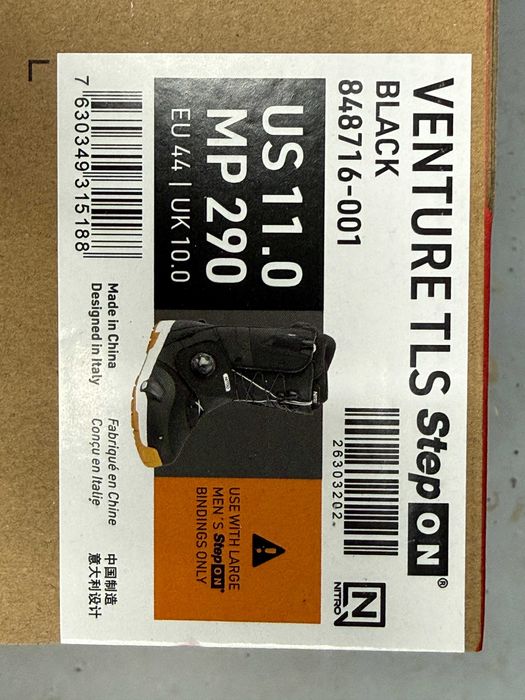 VENTURE TLS Step ON®
BLACK
848716-001
26303202
NITRO
US 11.0
MP 290
EU 44 | UK 10.0
USE WITH LARGE
MEN'S Step ON®
BINDINGS ONLY
7 630349 315188
Made in China
Designed in Italy
Fabriqué en Chine
Conçu en Italie
中国制造
意大利设计